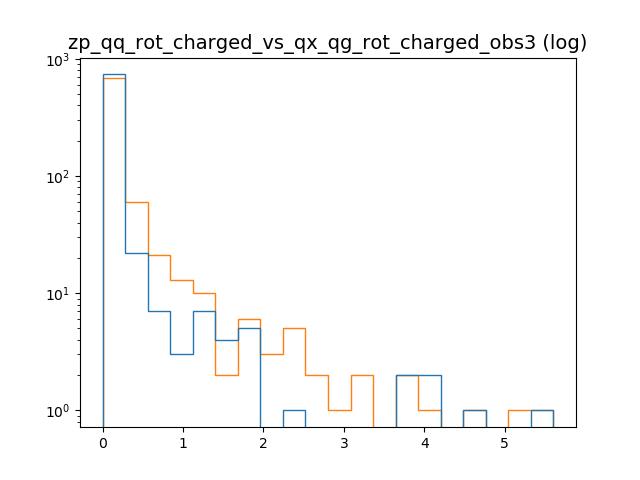 zp_qq_rot_charged_vs_qx_qg_rot_charged_obs3 (log)
10³
10²
10¹
10⁰
0 1 2 3 4 5